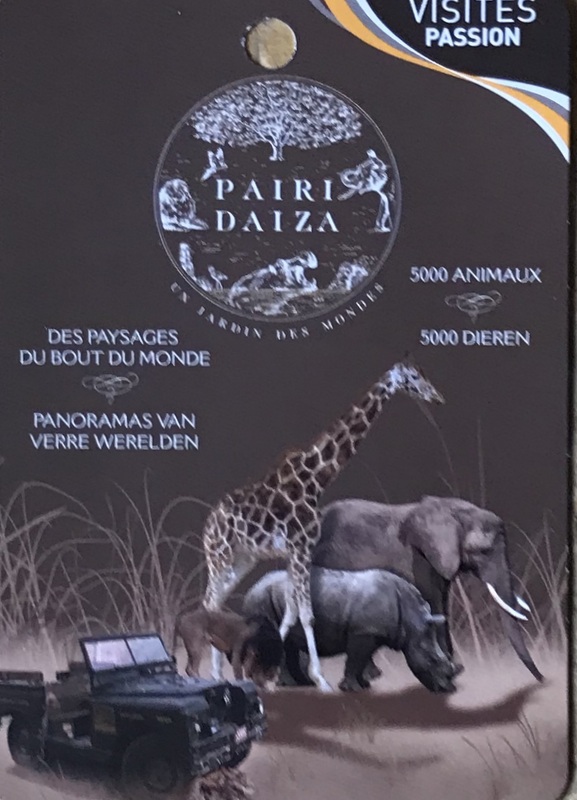 VISITES
PASSION
PAIRI
DAIZA
UN JARDIN DES MONDES
5000 ANIMAUX
5000 DIEREN
DES PAYSAGES
DU BOUT DU MONDE
PANORAMAS VAN
VERRE WERELDEN